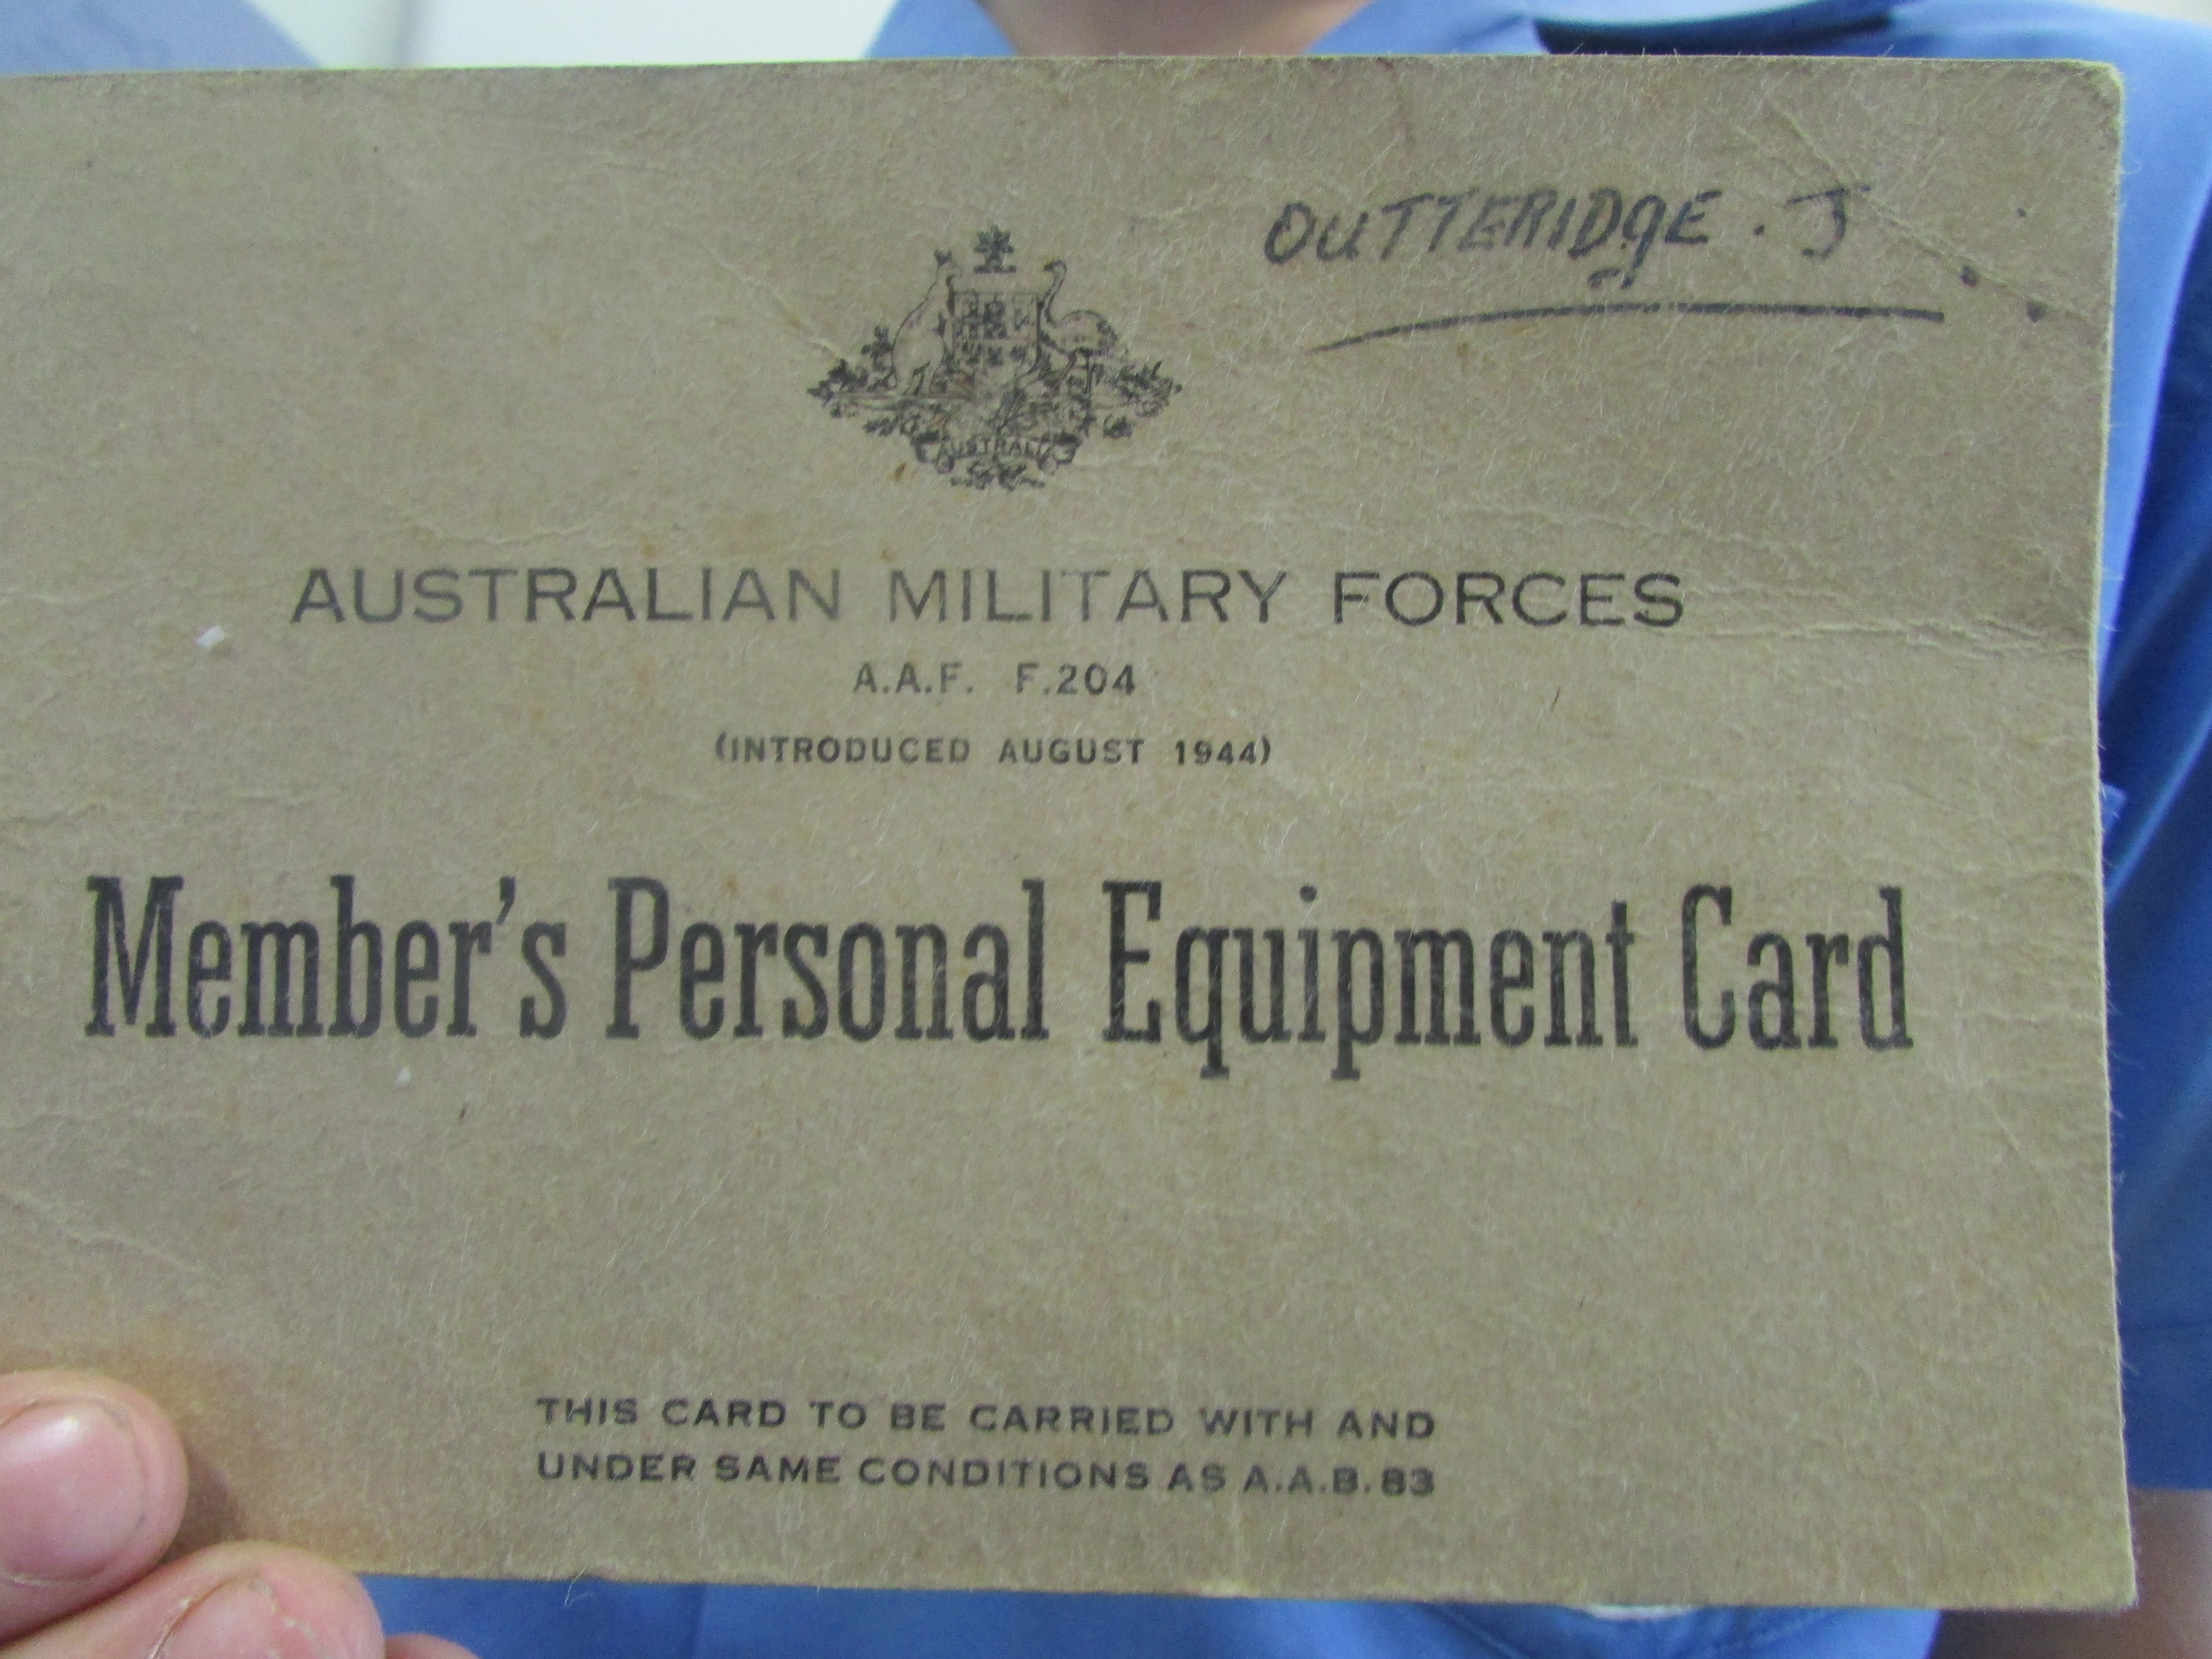 OUTTERIDgE. J
AUSTRALIA
AUSTRALIAN MILITARY FORCES
A.A.F. F.204
(INTRODUCED AUGUST 1944)
Member's Personal Equipment Card
THIS CARD TO BE CARRIED WITH AND
UNDER SAME CONDITIONS AS A.A.B. 83